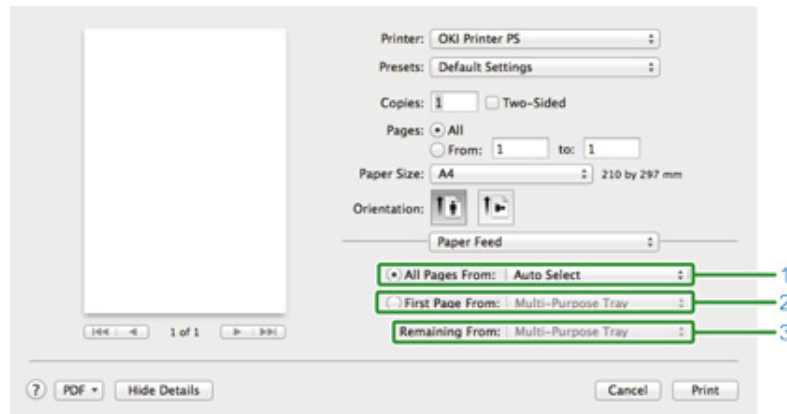 Printer: OKI Printer PS
Presets: Default Settings
Copies: 1 Two-Sided
Pages: All
From: 1 to: 1
Paper Size: A4 210 by 297 mm
Orientation:
Paper Feed
All Pages From: Auto Select 1
First Page From: Multi-Purpose Tray 2
Remaining From: Multi-Purpose Tray 3
1 of 1
? PDF Hide Details Cancel Print